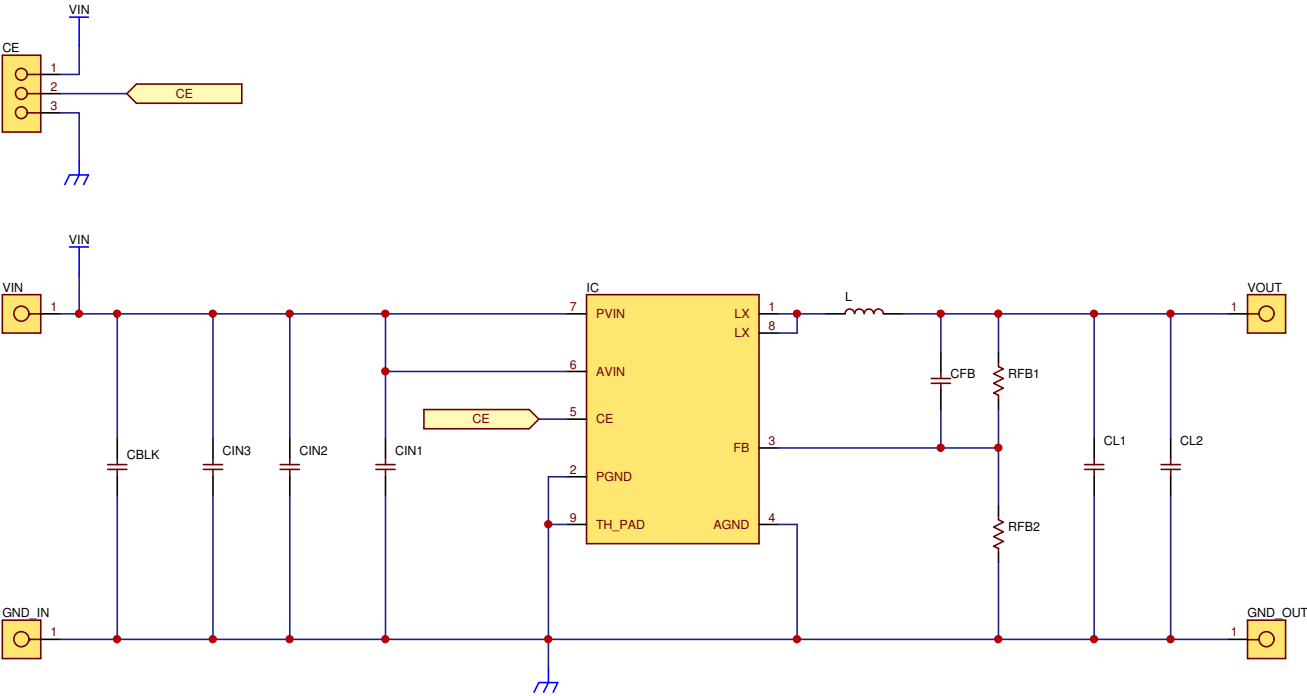 VIN
CE
1
2
3
CE
VIN
VIN
1
IC
7 PVIN
LX 1
LX 8
L
VOUT
1
6 AVIN
CFB
RFB1
CE
5 CE
CBLK
CIN3
CIN2
CIN1
FB 3
CL1
CL2
2 PGND
9 TH_PAD
AGND 4
RFB2
GND_IN
1
GND_OUT
1